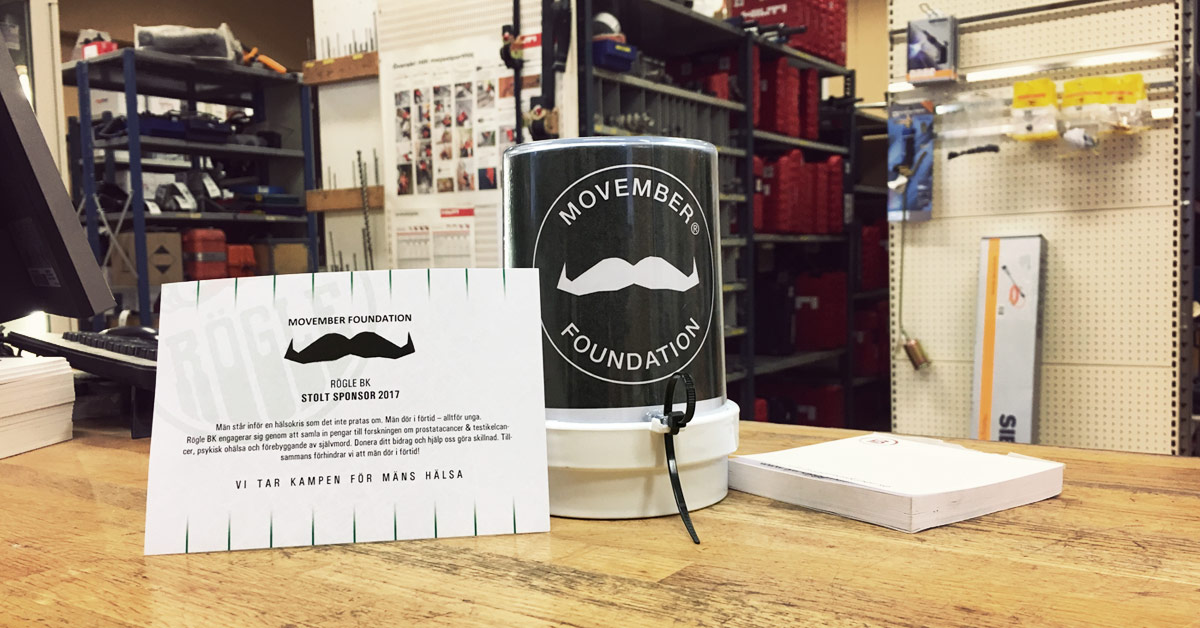 MOVEMBER FOUNDATION
RÖGLE BK
STOLT SPONSOR 2017
Män står inför en hälsokris som det inte pratas om. Män dör i förtid – alltför unga.
Rögle BK engagerar sig genom att samla in pengar till forskningen om prostatacancer & testikelcan-
cer, psykisk ohälsa och förebyggande av självmord. Donera ditt bidrag och hjälp oss göra skillnad. Till-
sammans förhindrar vi att män dör i förtid!
VI TAR KAMPEN FÖR MÄNS HÄLSA
RÖGLE
MOVEMBER®
FOUNDATION
HILTI
SI